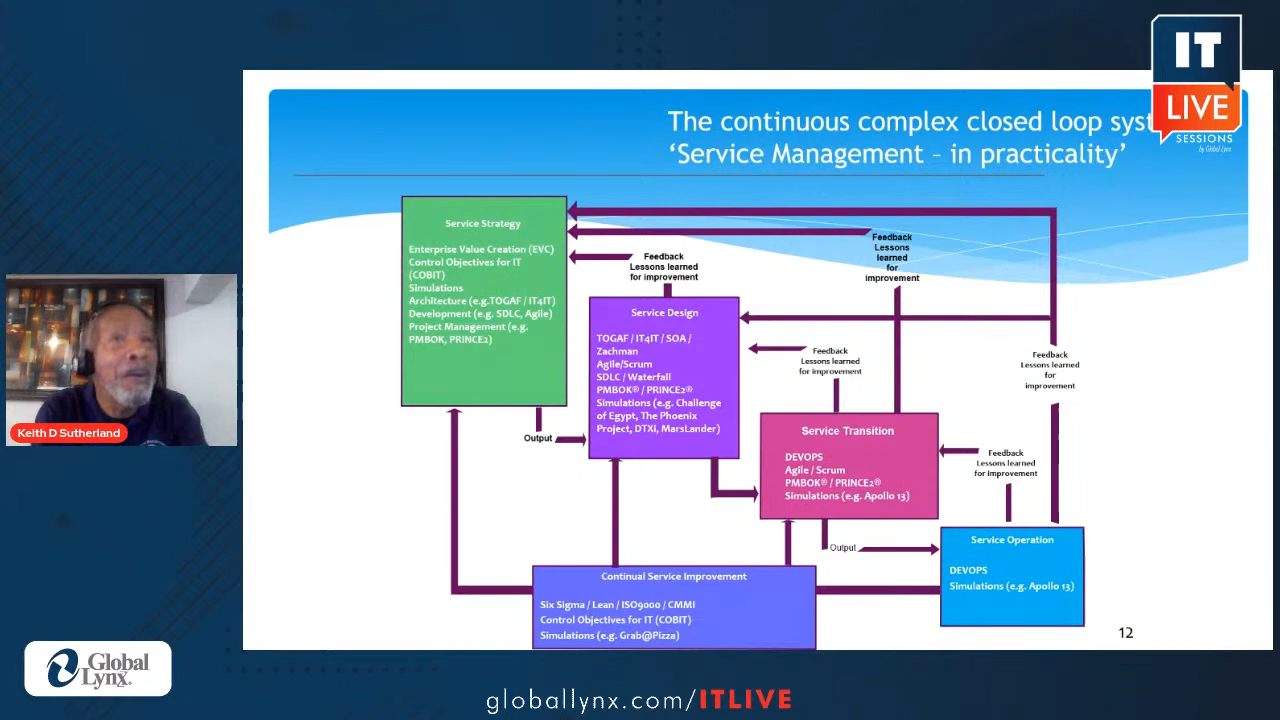 IT
LIVE
SESSIONS
by Global Lynx
The continuous complex closed loop syst
‘Service Management – in practicality’
Service Strategy
Enterprise Value Creation (EVC)
Control Objectives for IT
(COBIT)
Simulations
Architecture (e.g.TOGAF / IT4IT)
Development (e.g. SDLC, Agile)
Project Management (e.g.
PMBOK, PRINCE2)
Feedback
Lessons learned
for improvement
Feedback
Lessons
learned
for
improvement
Service Design
TOGAF / IT4IT / SOA /
Zachman
Agile/Scrum
SDLC / Waterfall
PMBOK® / PRINCE2®
Simulations (e.g. Challenge
of Egypt, The Phoenix
Project, DTXI, MarsLander)
Output
Feedback
Lessons learned
for improvement
Feedback
Lessons learned
for
improvement
Service Transition
DEVOPS
Agile / Scrum
PMBOK® / PRINCE2®
Simulations (e.g. Apollo 13)
Feedback
Lessons learned
for Improvement
Output
Service Operation
DEVOPS
Simulations (e.g. Apollo 13)
Continual Service Improvement
Six Sigma / Lean / ISO9000 / CMMI
Control Objectives for IT (COBIT)
Simulations (e.g. Grab@Pizza)
12
Keith D Sutherland
Global
Lynx®
globallynx.com/ITLIVE